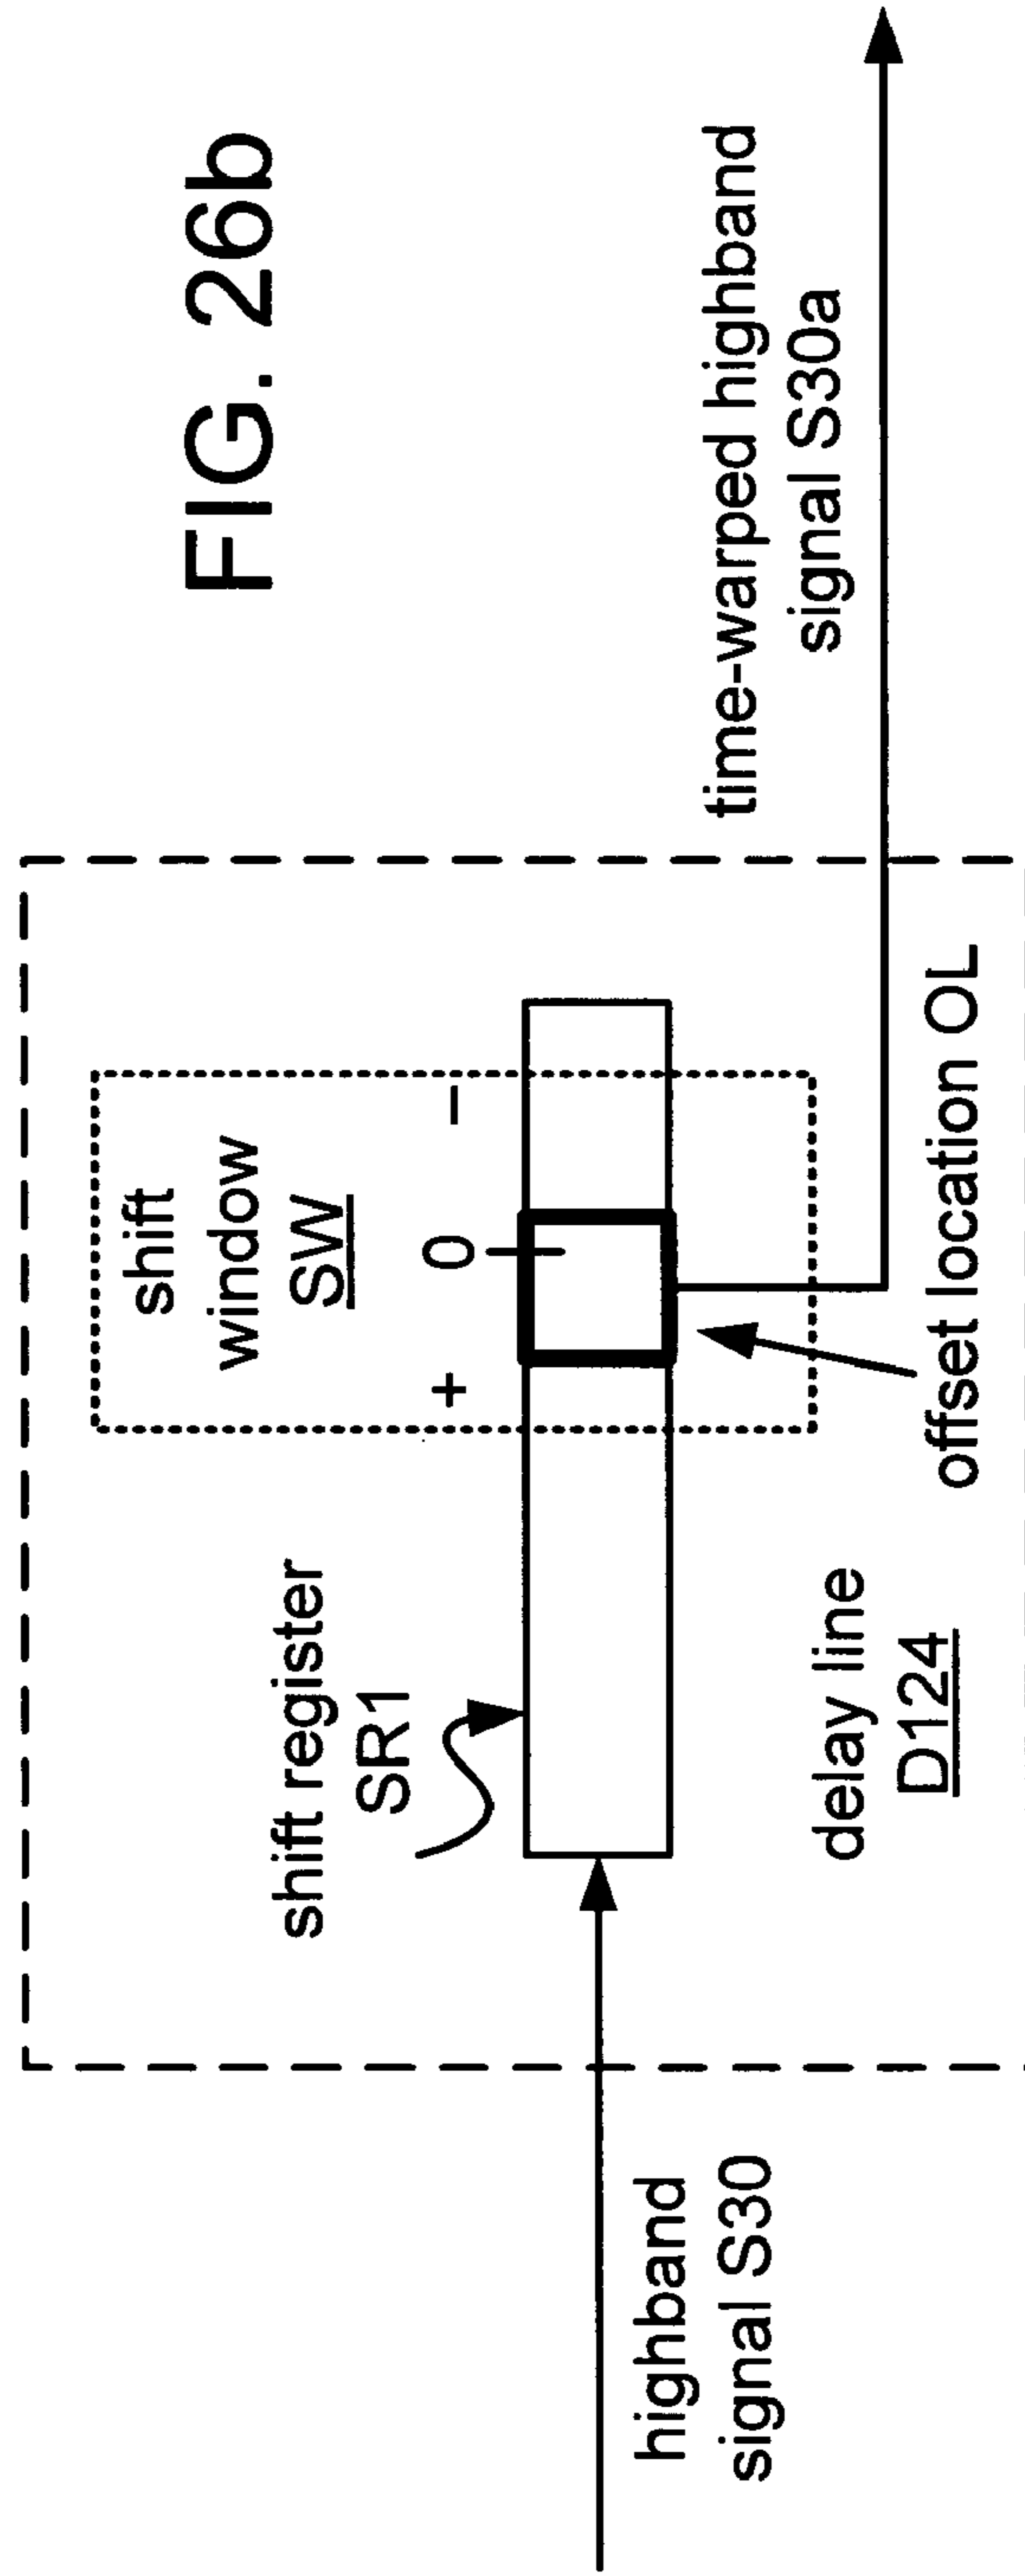 FIG. 26b
shift
window
SW
+
0
–
shift register
SR1
time-warped highband
signal S30a
highband
signal S30
delay line
D124
offset location OL